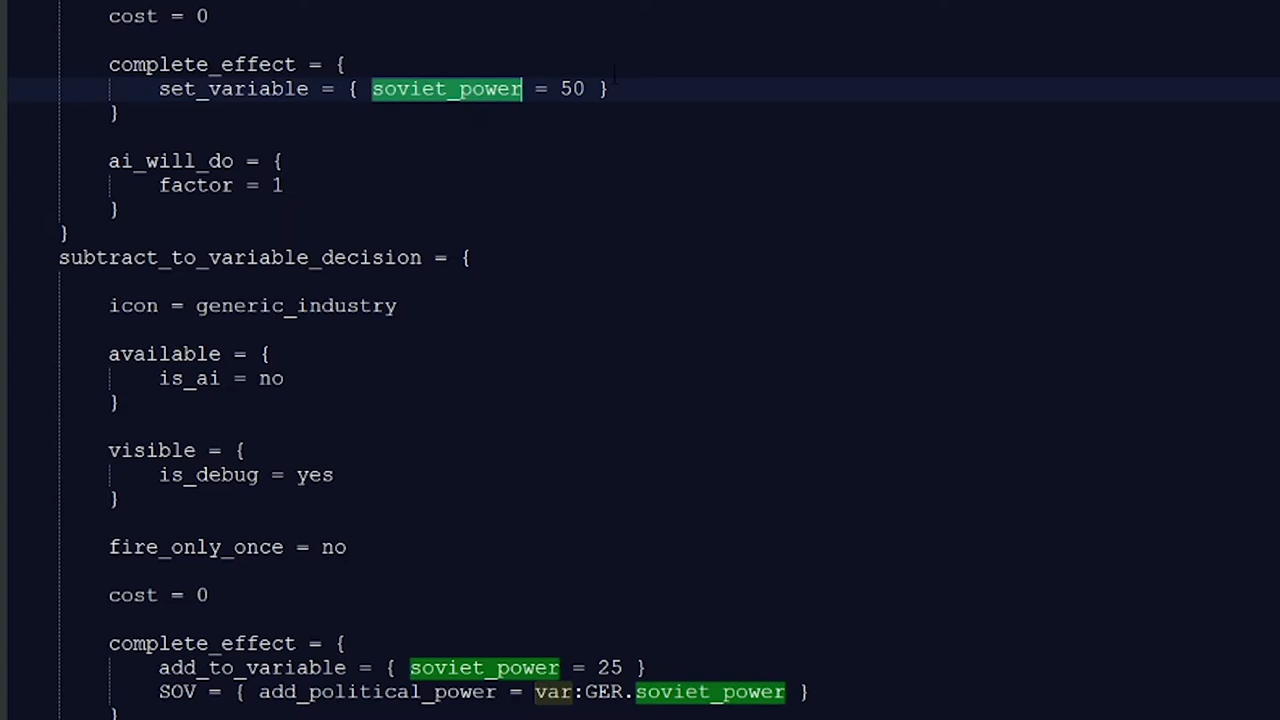 cost = 0
complete_effect = {
set_variable = { soviet_power = 50 }
}
ai_will_do = {
factor = 1
}
}
subtract_to_variable_decision = {
icon = generic_industry
available = {
is_ai = no
}
visible = {
is_debug = yes
}
fire_only_once = no
cost = 0
complete_effect = {
add_to_variable = { soviet_power = 25 }
SOV = { add_political_power = var:GER.soviet_power }
}